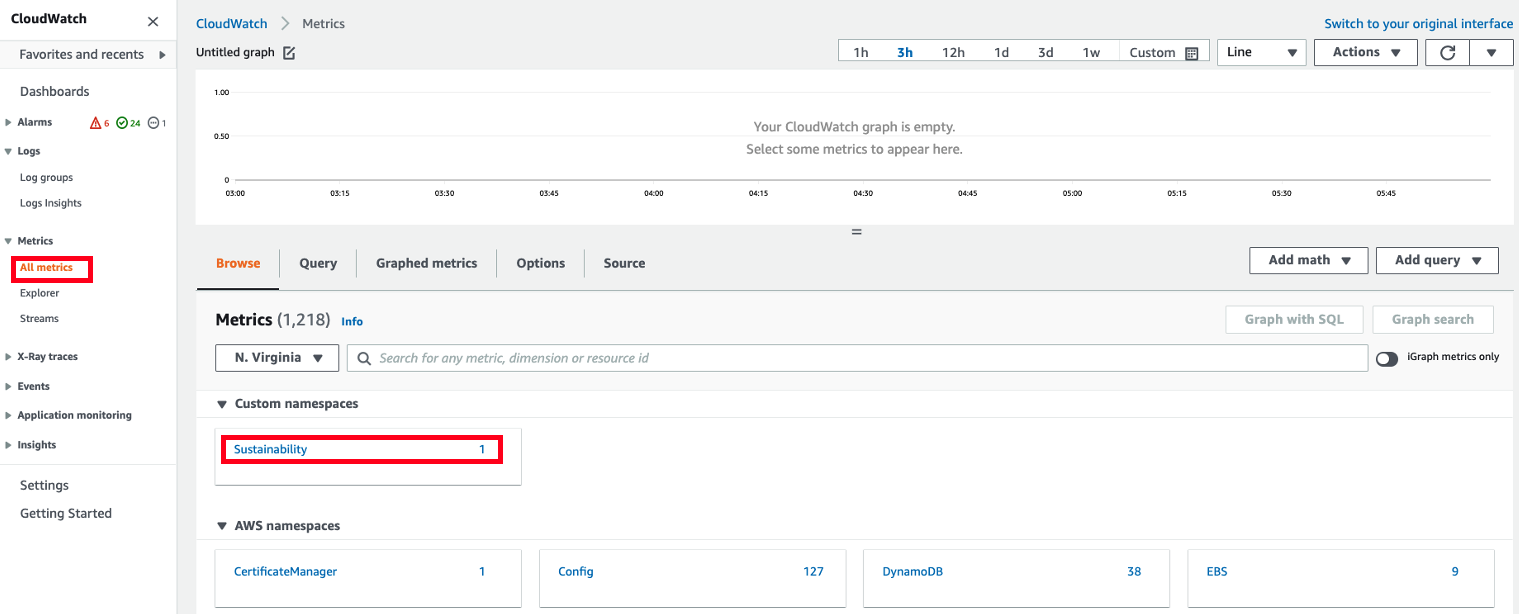 CloudWatch
Favorites and recents
Dashboards
Alarms 6 24 1
Logs
Log groups
Logs Insights
Metrics
All metrics
Explorer
Streams
X-Ray traces
Events
Application monitoring
Insights
Settings
Getting Started
CloudWatch Metrics
Switch to your original interface
Untitled graph
1h 3h 12h 1d 3d 1w Custom Line Actions
1.00
0.50
0
Your CloudWatch graph is empty.
Select some metrics to appear here.
03:00 03:15 03:30 03:45 04:00 04:15 04:30 04:45 05:00 05:15 05:30 05:45
Browse Query Graphed metrics Options Source Add math Add query
Metrics (1,218) Info Graph with SQL Graph search
N. Virginia Search for any metric, dimension or resource id iGraph metrics only
Custom namespaces
Sustainability 1
AWS namespaces
CertificateManager 1 Config 127 DynamoDB 38 EBS 9